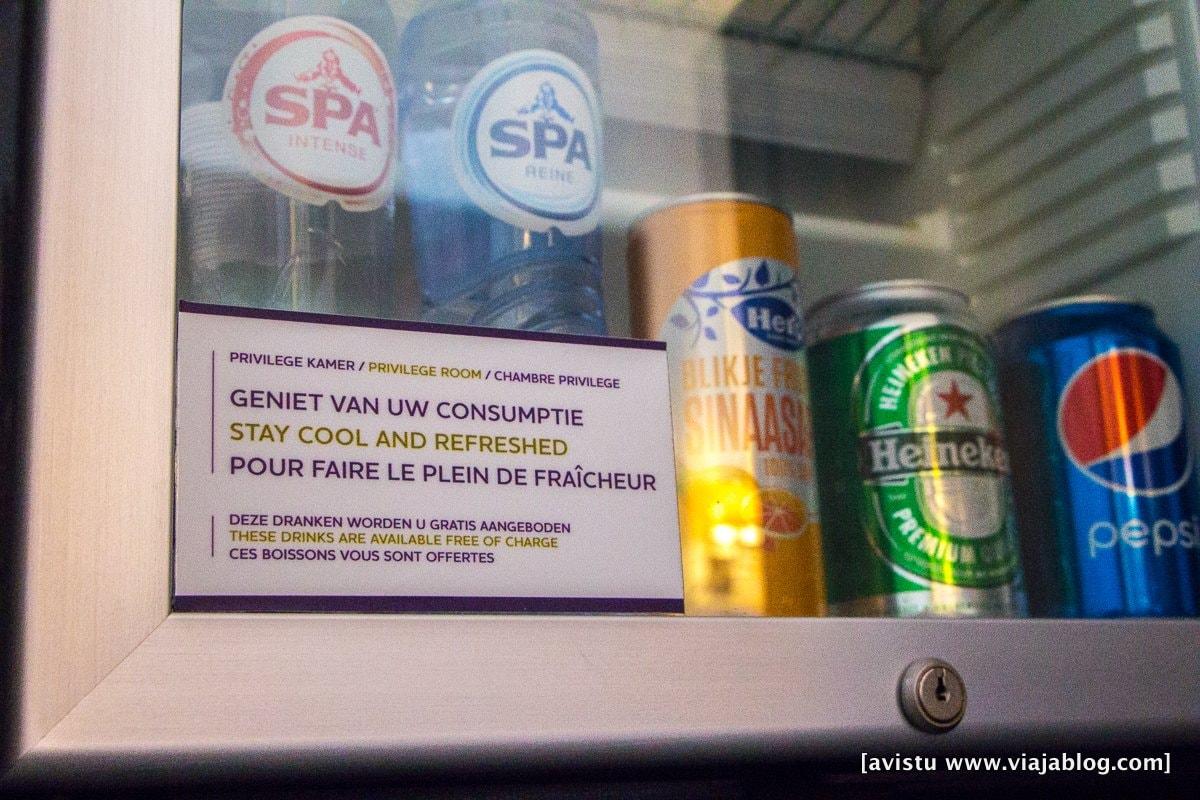 SPA
INTENSE
SPA
REINE
PRIVILEGE KAMER / PRIVILEGE ROOM / CHAMBRE PRIVILEGE
GENIET VAN UW CONSUMPTIE
STAY COOL AND REFRESHED
POUR FAIRE LE PLEIN DE FRAÎCHEUR
DEZE DRANKEN WORDEN U GRATIS AANGEBODEN
THESE DRINKS ARE AVAILABLE FREE OF CHARGE
CES BOISSONS VOUS SONT OFFERTES
BLIKJE
HEINEKEN
Heineken
PREMIUM
pepsi
[avistu www.viajablog.com]